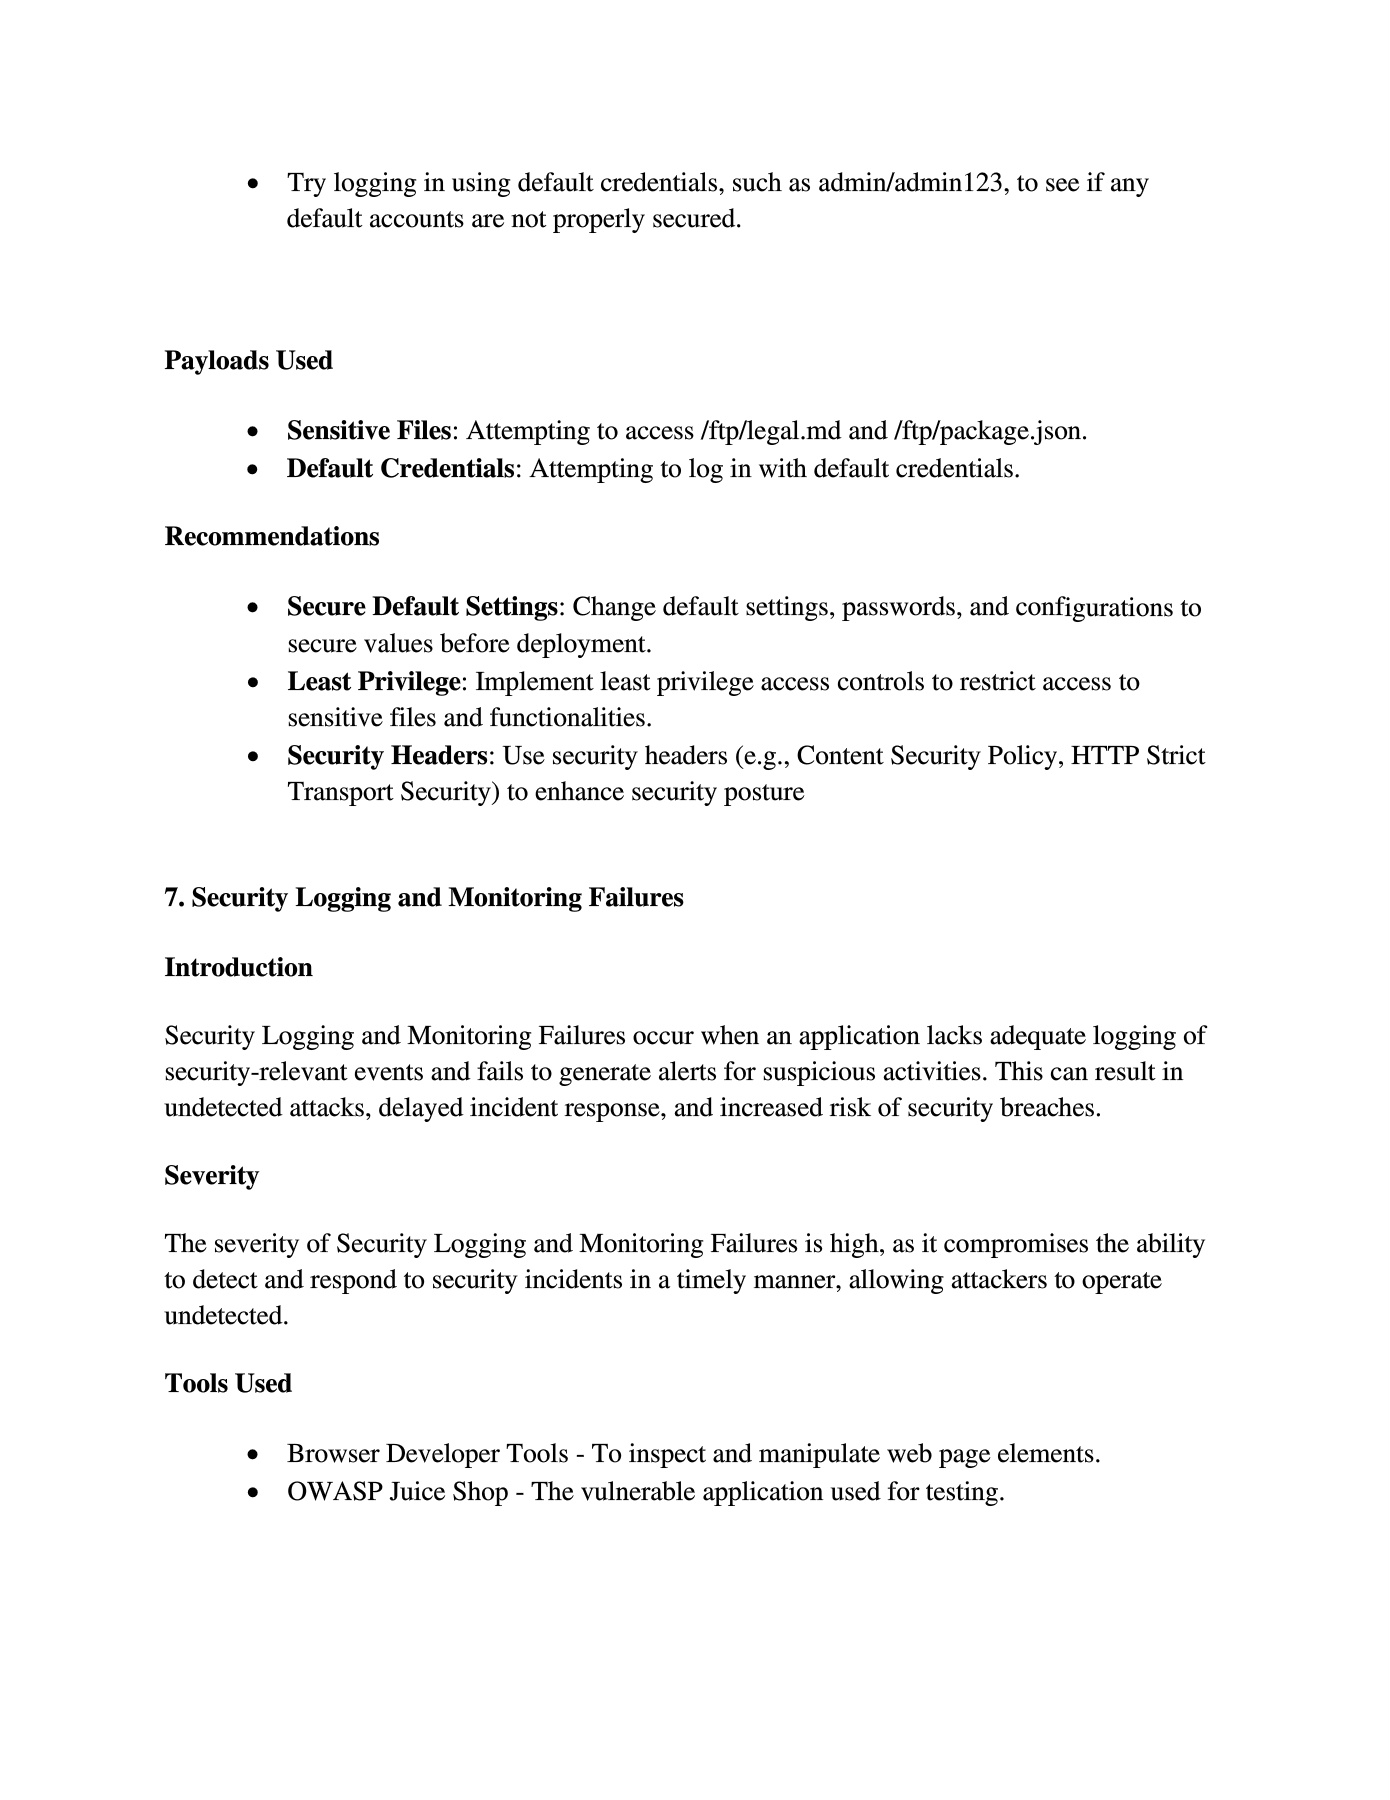 • Try logging in using default credentials, such as admin/admin123, to see if any
default accounts are not properly secured.
Payloads Used
• Sensitive Files: Attempting to access /ftp/legal.md and /ftp/package.json.
• Default Credentials: Attempting to log in with default credentials.
Recommendations
• Secure Default Settings: Change default settings, passwords, and configurations to
secure values before deployment.
• Least Privilege: Implement least privilege access controls to restrict access to
sensitive files and functionalities.
• Security Headers: Use security headers (e.g., Content Security Policy, HTTP Strict
Transport Security) to enhance security posture
7. Security Logging and Monitoring Failures
Introduction
Security Logging and Monitoring Failures occur when an application lacks adequate logging of
security-relevant events and fails to generate alerts for suspicious activities. This can result in
undetected attacks, delayed incident response, and increased risk of security breaches.
Severity
The severity of Security Logging and Monitoring Failures is high, as it compromises the ability
to detect and respond to security incidents in a timely manner, allowing attackers to operate
undetected.
Tools Used
• Browser Developer Tools - To inspect and manipulate web page elements.
• OWASP Juice Shop - The vulnerable application used for testing.